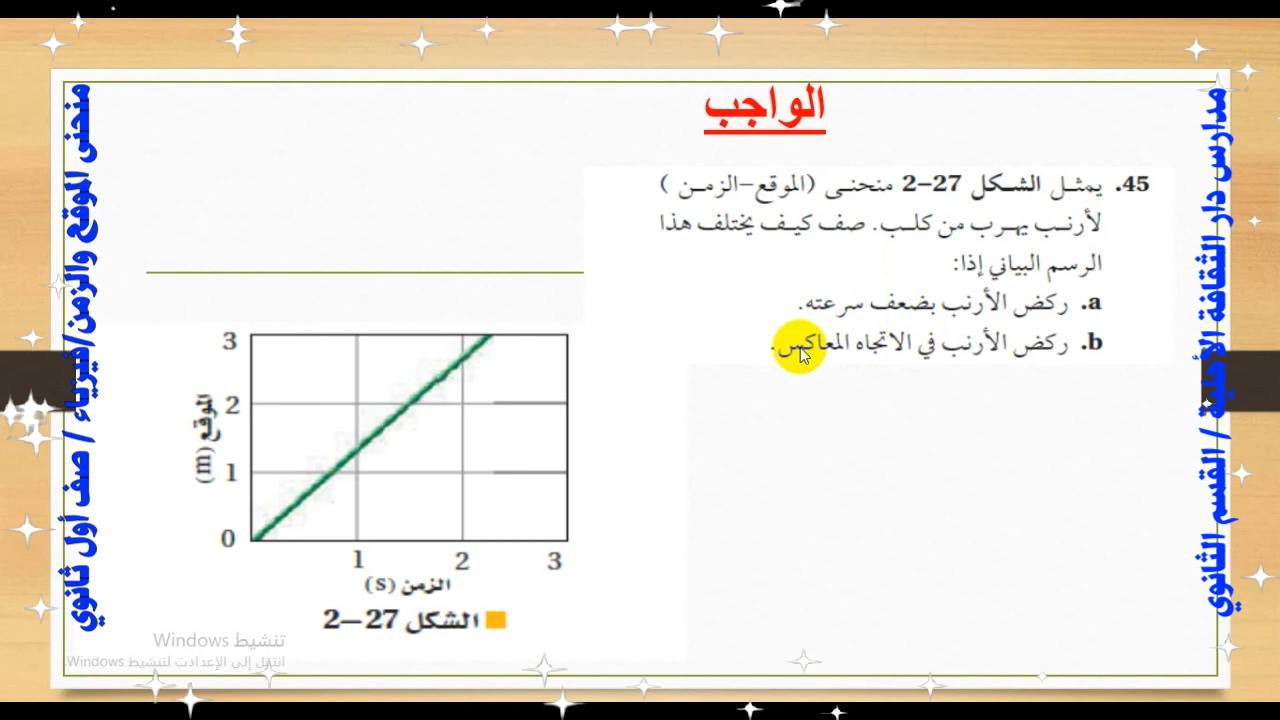 الواجب
مدارس دار الثقافة الأهلية / القسم الثانوي
منحنى الموقع والزمن/فيزياء / صف أول ثانوي
45. يمثل الشكل 27-2 منحنى (الموقع-الزمن )
لأرنب يهرب من كلب. صف كيف يختلف هذا
الرسم البياني إذا:
a. ركض الأرنب بضعف سرعته.
b. ركض الأرنب في الاتجاه المعاكس.
الموقع (m)
3
2
1
0
1 2 3
الزمن (s)
الشكل 27-2
تنشيط Windows
انتقل إلى الإعدادت لتنشيط Windows.